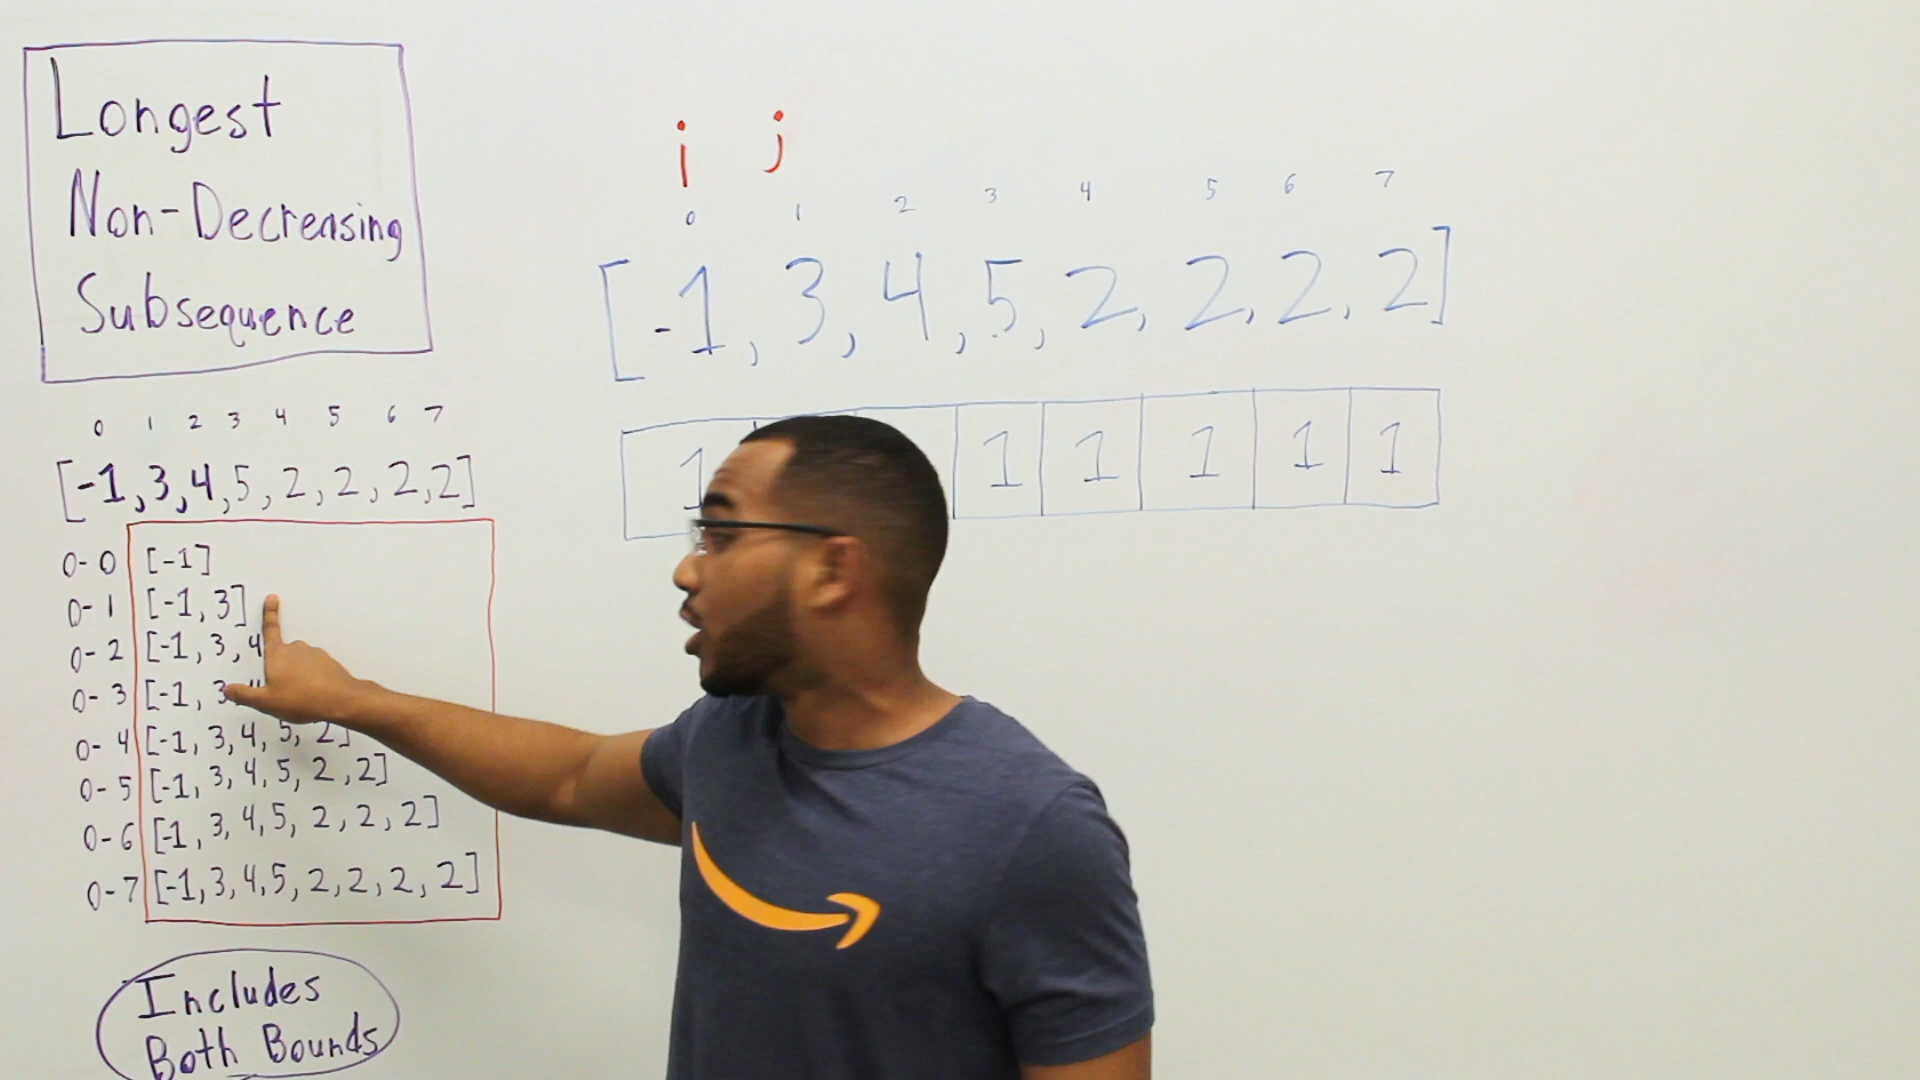 Longest
Non-Decreasing
Subsequence
0 1 2 3 4 5 6 7
[-1,3,4,5,2,2,2,2]
0-0 [-1]
0-1 [-1,3]
0-2 [-1,3,4
0-3 [-1,3
0-4 [-1,3,4,5,2]
0-5 [-1,3,4,5,2,2]
0-6 [-1,3,4,5,2,2,2]
0-7 [-1,3,4,5,2,2,2,2]
Includes
Both Bounds
i j
0 1 2 3 4 5 6 7
[-1,3,4,5,2,2,2,2]
1 1 1 1 1 1